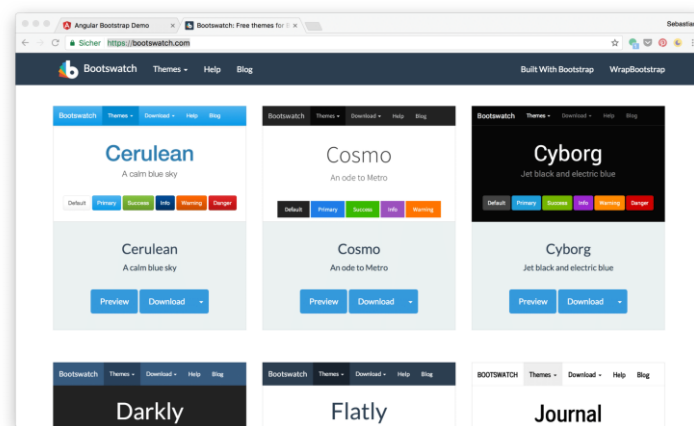 Angular Bootstrap Demo
Bootswatch: Free themes for B
Sebastian
Sicher https://bootswatch.com
Bootswatch Themes Help Blog Built With Bootstrap WrapBootstrap
Bootswatch Themes Download Help Blog
Cerulean
A calm blue sky
Default Primary Success Info Warning Danger
Cerulean
A calm blue sky
Preview Download
Bootswatch Themes Download Help Blog
Cosmo
An ode to Metro
Default Primary Success Info Warning
Cosmo
An ode to Metro
Preview Download
Bootswatch Themes Download Help Blog
Cyborg
Jet black and electric blue
Default Primary Success Info Warning Danger
Cyborg
Jet black and electric blue
Preview Download
Bootswatch Themes Download Help Blog
Darkly
Bootswatch Themes Download Help Blog
Flatly
BOOTSWATCH Themes Download Help Blog
Journal